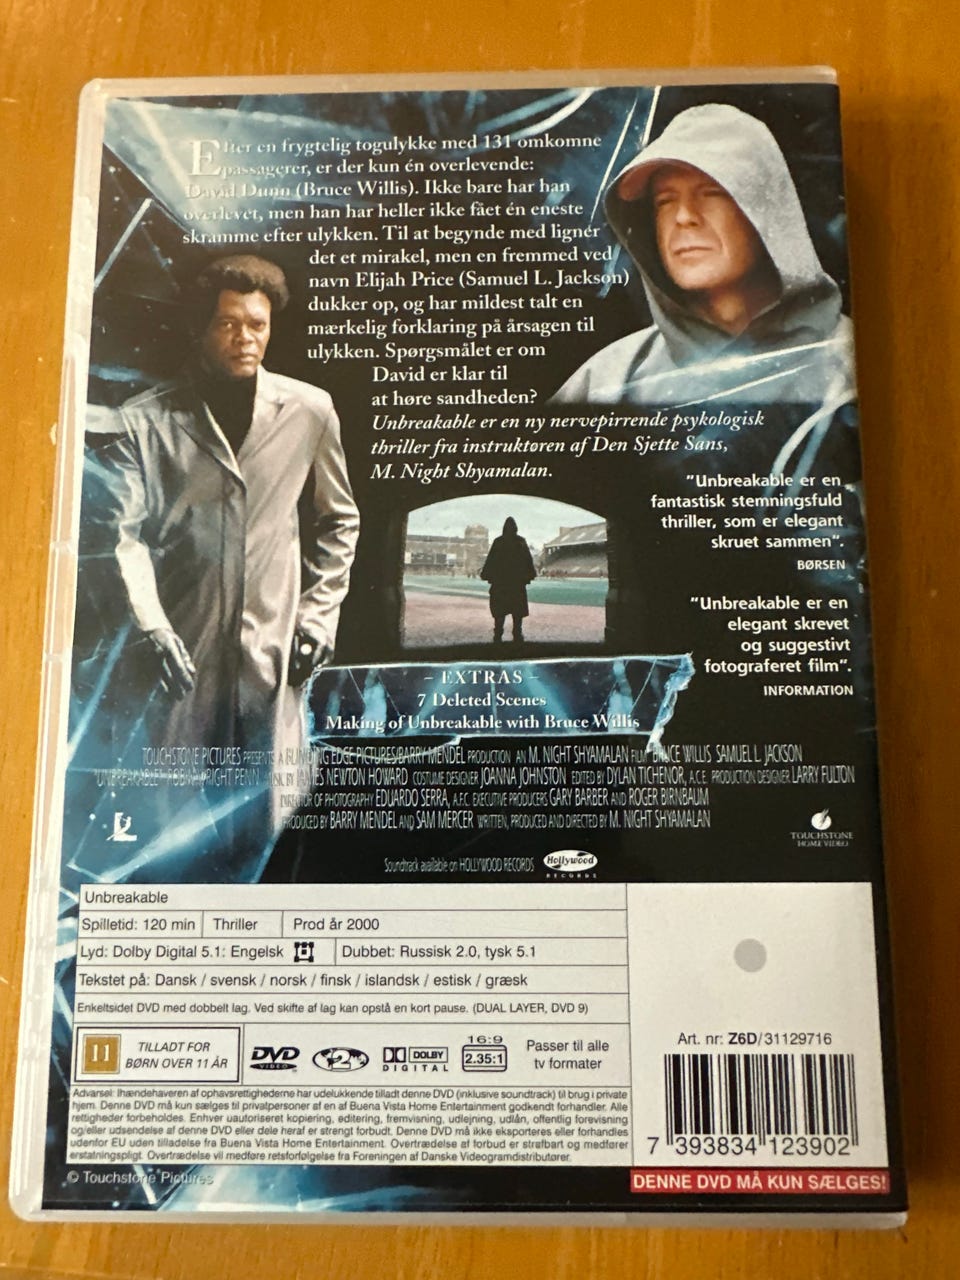 Efter en frygtelig togulykke med 131 omkomne
passagerer, er der kun én overlevende:
David Dunn (Bruce Willis). Ikke bare har han
overlevet, men han har heller ikke fået én eneste
skramme efter ulykken. Til at begynde med ligner
det et mirakel, men en fremmed ved
navn Elijah Price (Samuel L. Jackson)
dukker op, og har mildest talt en
mærkelig forklaring på årsagen til
ulykken. Spørgsmålet er om
David er klar til
at høre sandheden?
Unbreakable er en ny nervepirrende psykologisk
thriller fra instruktøren af Den Sjette Sans,
M. Night Shyamalan.
"Unbreakable er en
fantastisk stemningsfuld
thriller, som er elegant
skruet sammen".
BØRSEN
"Unbreakable er en
elegant skrevet
og suggestivt
fotograferet film".
INFORMATION
– EXTRAS –
7 Deleted Scenes
Making of Unbreakable with Bruce Willis
TOUCHSTONE PICTURES PRESENTS A BLINDING EDGE PICTURES/BARRY MENDEL PRODUCTION AN M. NIGHT SHYAMALAN FILM BRUCE WILLIS SAMUEL L. JACKSON
"UNBREAKABLE" ROBIN WRIGHT PENN MUSIC BY JAMES NEWTON HOWARD COSTUME DESIGNER JOANNA JOHNSTON EDITED BY DYLAN TICHENOR, A.C.E. PRODUCTION DESIGNER LARRY FULTON
DIRECTOR OF PHOTOGRAPHY EDUARDO SERRA, A.F.C. EXECUTIVE PRODUCERS GARY BARBER AND ROGER BIRNBAUM
PRODUCED BY BARRY MENDEL AND SAM MERCER WRITTEN, PRODUCED AND DIRECTED BY M. NIGHT SHYAMALAN
TOUCHSTONE
HOME VIDEO
Soundtrack available on HOLLYWOOD RECORDS
Hollywood
RECORDS
Unbreakable
Spilletid: 120 min Thriller Prod år 2000
Lyd: Dolby Digital 5.1: Engelsk Dubbet: Russisk 2.0, tysk 5.1
Tekstet på: Dansk / svensk / norsk / finsk / islandsk / estisk / græsk
Enkeltsidet DVD med dobbelt lag. Ved skifte af lag kan opstå en kort pause. (DUAL LAYER, DVD 9)
11
TILLADT FOR
BØRN OVER 11 ÅR
DVD
VIDEO
2
DOLBY
DIGITAL
16:9
2.35:1
Passer til alle
tv formater
Advarsel: Ihændehaveren af ophavsrettighederne har udelukkende tilladt denne DVD (inklusive soundtrack) til brug i private
hjem. Denne DVD må kun sælges til privatpersoner af en af Buena Vista Home Entertainment godkendt forhandler. Alle
rettigheder forbeholdes. Enhver uautoriseret kopiering, editering, fremvisning, udlejning, udlån, offentlig forevisning
og/eller udsendelse af denne DVD eller dele heraf er strengt forbudt. Denne DVD må ikke eksporteres eller forhandles
udenfor EU uden tilladelse fra Buena Vista Home Entertainment. Overtrædelse af forbud er strafbart og medfører
erstatningspligt. Overtrædelse vil medføre retsforfølgelse fra Foreningen af Danske Videogramdistributører.
Art. nr: Z6D/31129716
7 393834 123902
© Touchstone Pictures
DENNE DVD MÅ KUN SÆLGES!